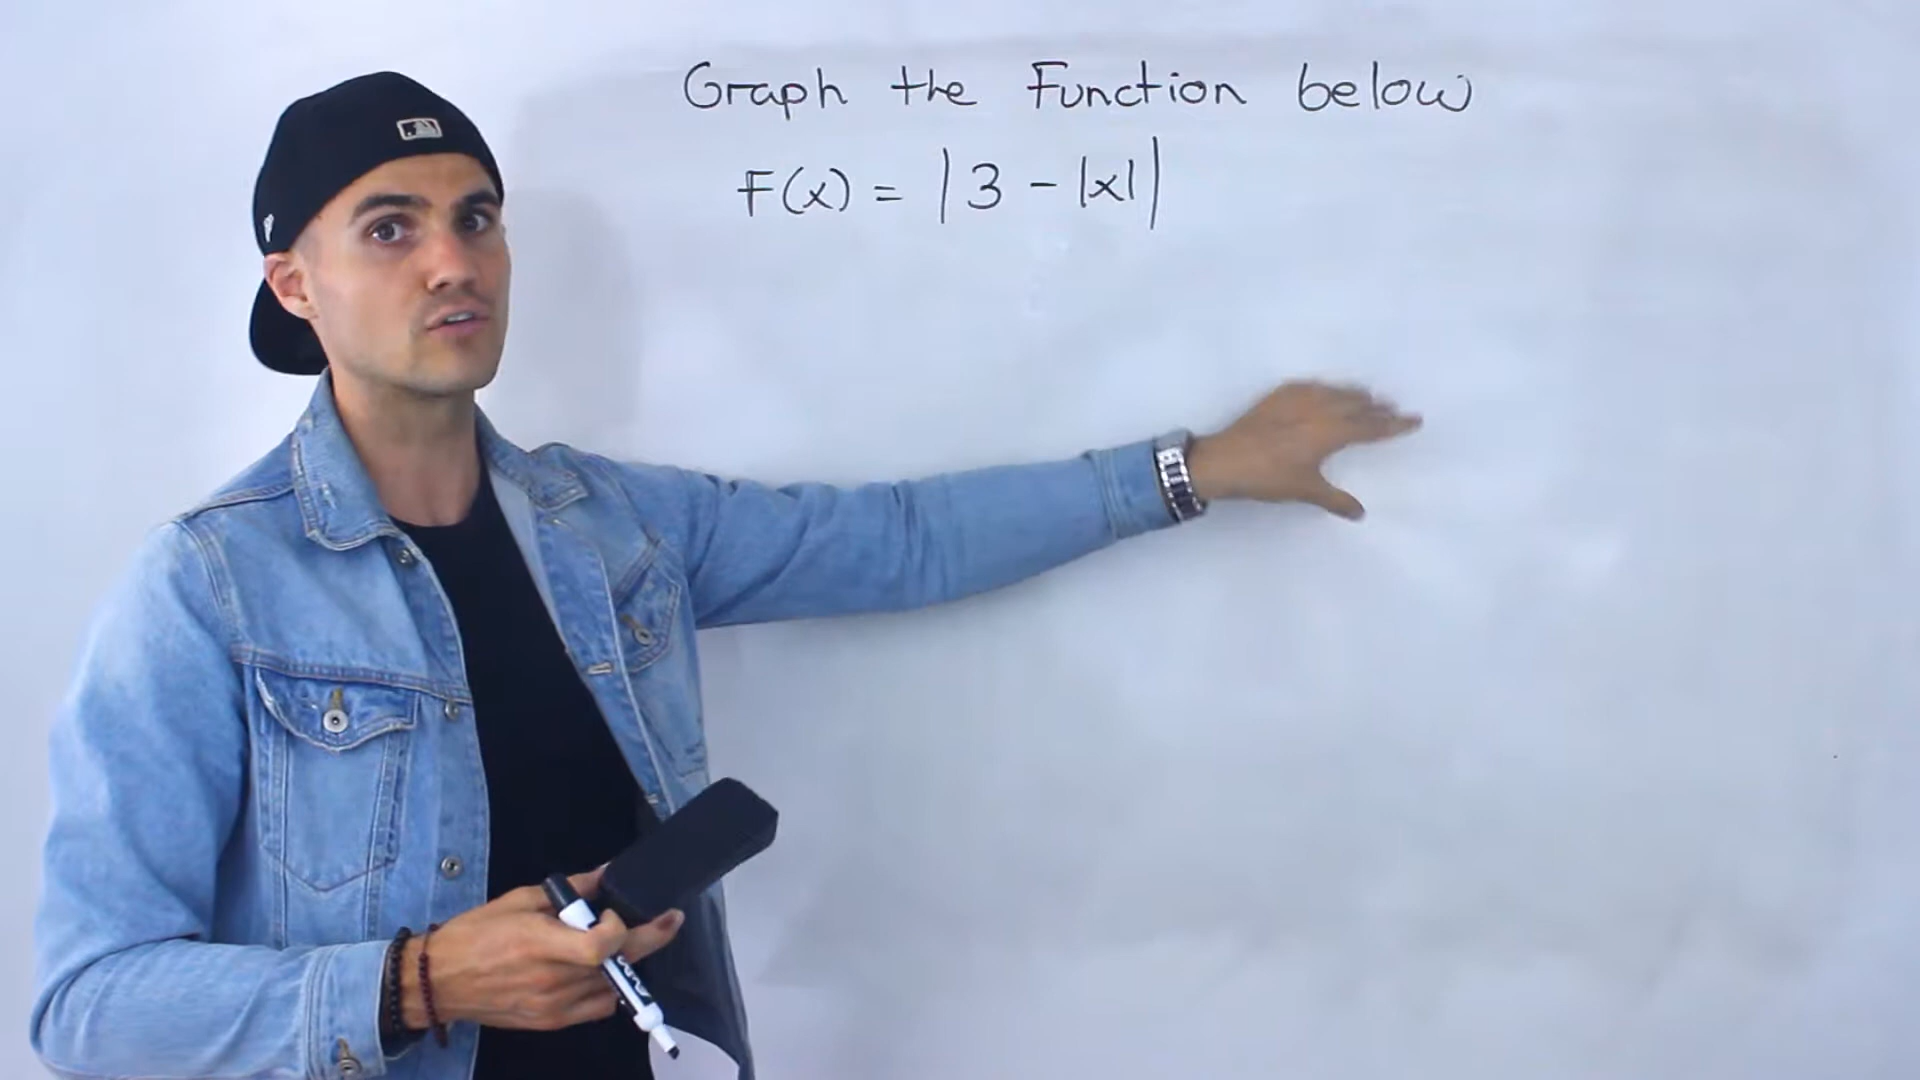 Graph the Function below
F(x) = |3 - |x||